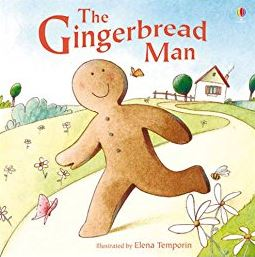 The
Gingerbread
Man
Illustrated by Elena Temporin